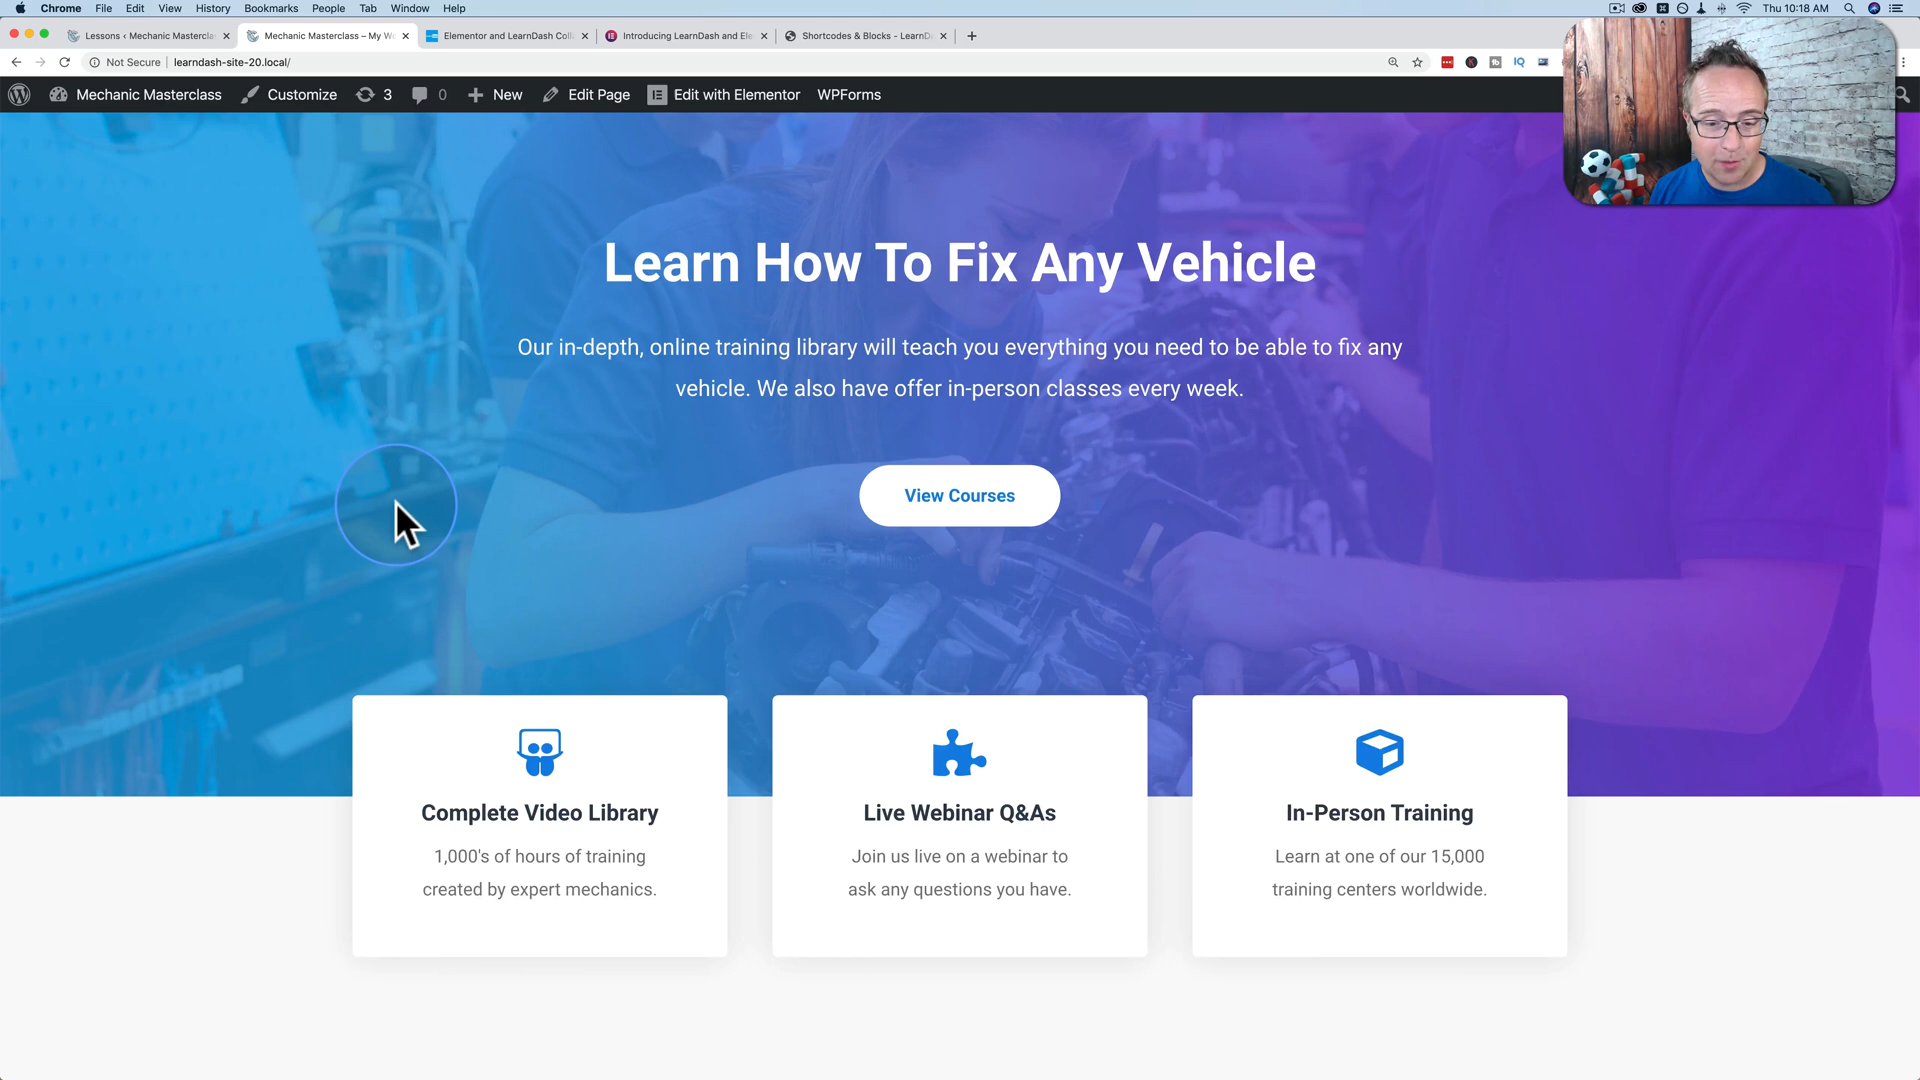 Chrome File Edit View History Bookmarks People Tab Window Help Thu 10:18 AM
Lessons ‹ Mechanic Mastercla Mechanic Masterclass – My W Elementor and LearnDash Coll Introducing LearnDash and El Shortcodes & Blocks - LearnD
Not Secure learndash-site-20.local/ IQ
Mechanic Masterclass Customize 3 0 New Edit Page Edit with Elementor WPForms
Learn How To Fix Any Vehicle
Our in-depth, online training library will teach you everything you need to be able to fix any
vehicle. We also have offer in-person classes every week.
View Courses
Complete Video Library
1,000's of hours of training
created by expert mechanics.
Live Webinar Q&As
Join us live on a webinar to
ask any questions you have.
In-Person Training
Learn at one of our 15,000
training centers worldwide.